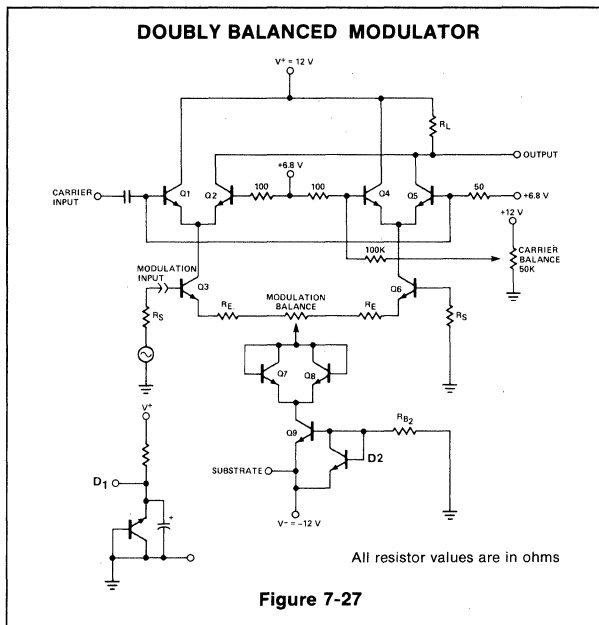 DOUBLY BALANCED MODULATOR
V+ = 12 V
RL
OUTPUT
+6.8 V
CARRIER
INPUT
Q1
Q2
100
100
Q4
Q5
50
+6.8 V
+12 V
100K
CARRIER
BALANCE
50K
MODULATION
INPUT
Q3
MODULATION
BALANCE
Q6
RS
RE
RE
RS
Q7
Q8
V+
Q9
RB2
D2
D1
SUBSTRATE
+
V- = -12 V
All resistor values are in ohms
Figure 7-27